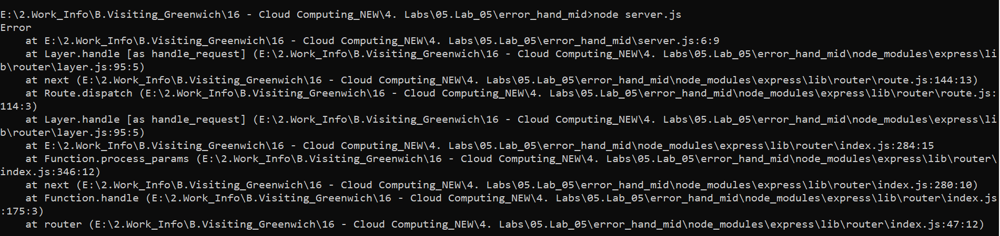 E:\2.Work_Info\B.Visiting_Greenwich\16 - Cloud Computing_NEW\4. Labs\05.Lab_05\error_hand_mid>node server.js
Error
    at E:\2.Work_Info\B.Visiting_Greenwich\16 - Cloud Computing_NEW\4. Labs\05.Lab_05\error_hand_mid\server.js:6:9
    at Layer.handle [as handle_request] (E:\2.Work_Info\B.Visiting_Greenwich\16 - Cloud Computing_NEW\4. Labs\05.Lab_05\error_hand_mid\node_modules\express\li
b\router\layer.js:95:5)
    at next (E:\2.Work_Info\B.Visiting_Greenwich\16 - Cloud Computing_NEW\4. Labs\05.Lab_05\error_hand_mid\node_modules\express\lib\router\route.js:144:13)
    at Route.dispatch (E:\2.Work_Info\B.Visiting_Greenwich\16 - Cloud Computing_NEW\4. Labs\05.Lab_05\error_hand_mid\node_modules\express\lib\router\route.js:
114:3)
    at Layer.handle [as handle_request] (E:\2.Work_Info\B.Visiting_Greenwich\16 - Cloud Computing_NEW\4. Labs\05.Lab_05\error_hand_mid\node_modules\express\li
b\router\layer.js:95:5)
    at E:\2.Work_Info\B.Visiting_Greenwich\16 - Cloud Computing_NEW\4. Labs\05.Lab_05\error_hand_mid\node_modules\express\lib\router\index.js:284:15
    at Function.process_params (E:\2.Work_Info\B.Visiting_Greenwich\16 - Cloud Computing_NEW\4. Labs\05.Lab_05\error_hand_mid\node_modules\express\lib\router\
index.js:346:12)
    at next (E:\2.Work_Info\B.Visiting_Greenwich\16 - Cloud Computing_NEW\4. Labs\05.Lab_05\error_hand_mid\node_modules\express\lib\router\index.js:280:10)
    at Function.handle (E:\2.Work_Info\B.Visiting_Greenwich\16 - Cloud Computing_NEW\4. Labs\05.Lab_05\error_hand_mid\node_modules\express\lib\router\index.js
:175:3)
    at router (E:\2.Work_Info\B.Visiting_Greenwich\16 - Cloud Computing_NEW\4. Labs\05.Lab_05\error_hand_mid\node_modules\express\lib\router\index.js:47:12)